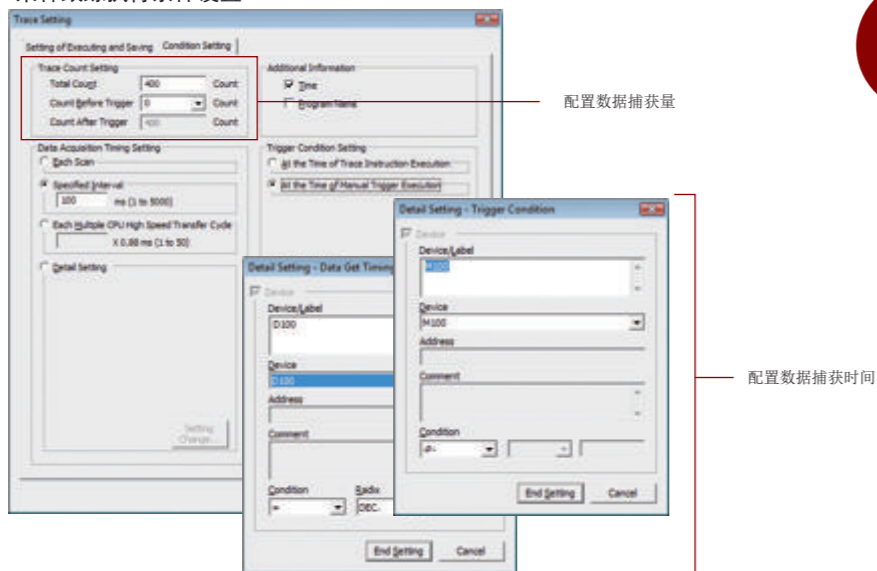 Trace Setting
Setting of Executing and Saving
Condition Setting
Trace Count Setting
Total Count
400
Count
Count Before Trigger
0
Count
Count After Trigger
400
Count
Additional Information
Time
Program Name
配置数据捕获量
Data Acquisition Timing Setting
Each Scan
Specified Interval
100
ms (1 to 5000)
Each Multiple CPU High Speed Transfer Cycle
X 0.88 ms (1 to 50)
Detail Setting
Setting Change...
Trigger Condition Setting
At the Time of Trace Instruction Execution
At the Time of Manual Trigger Execution
Detail Setting - Data Get Timing
Device
Device/Label
D100
Device
D100
Address
Comment
Condition
Radix
=
DEC.
End Setting
Cancel
Detail Setting - Trigger Condition
Device
Device/Label
M100
Device
M100
Address
Comment
Condition
-P-
End Setting
Cancel
配置数据捕获时间